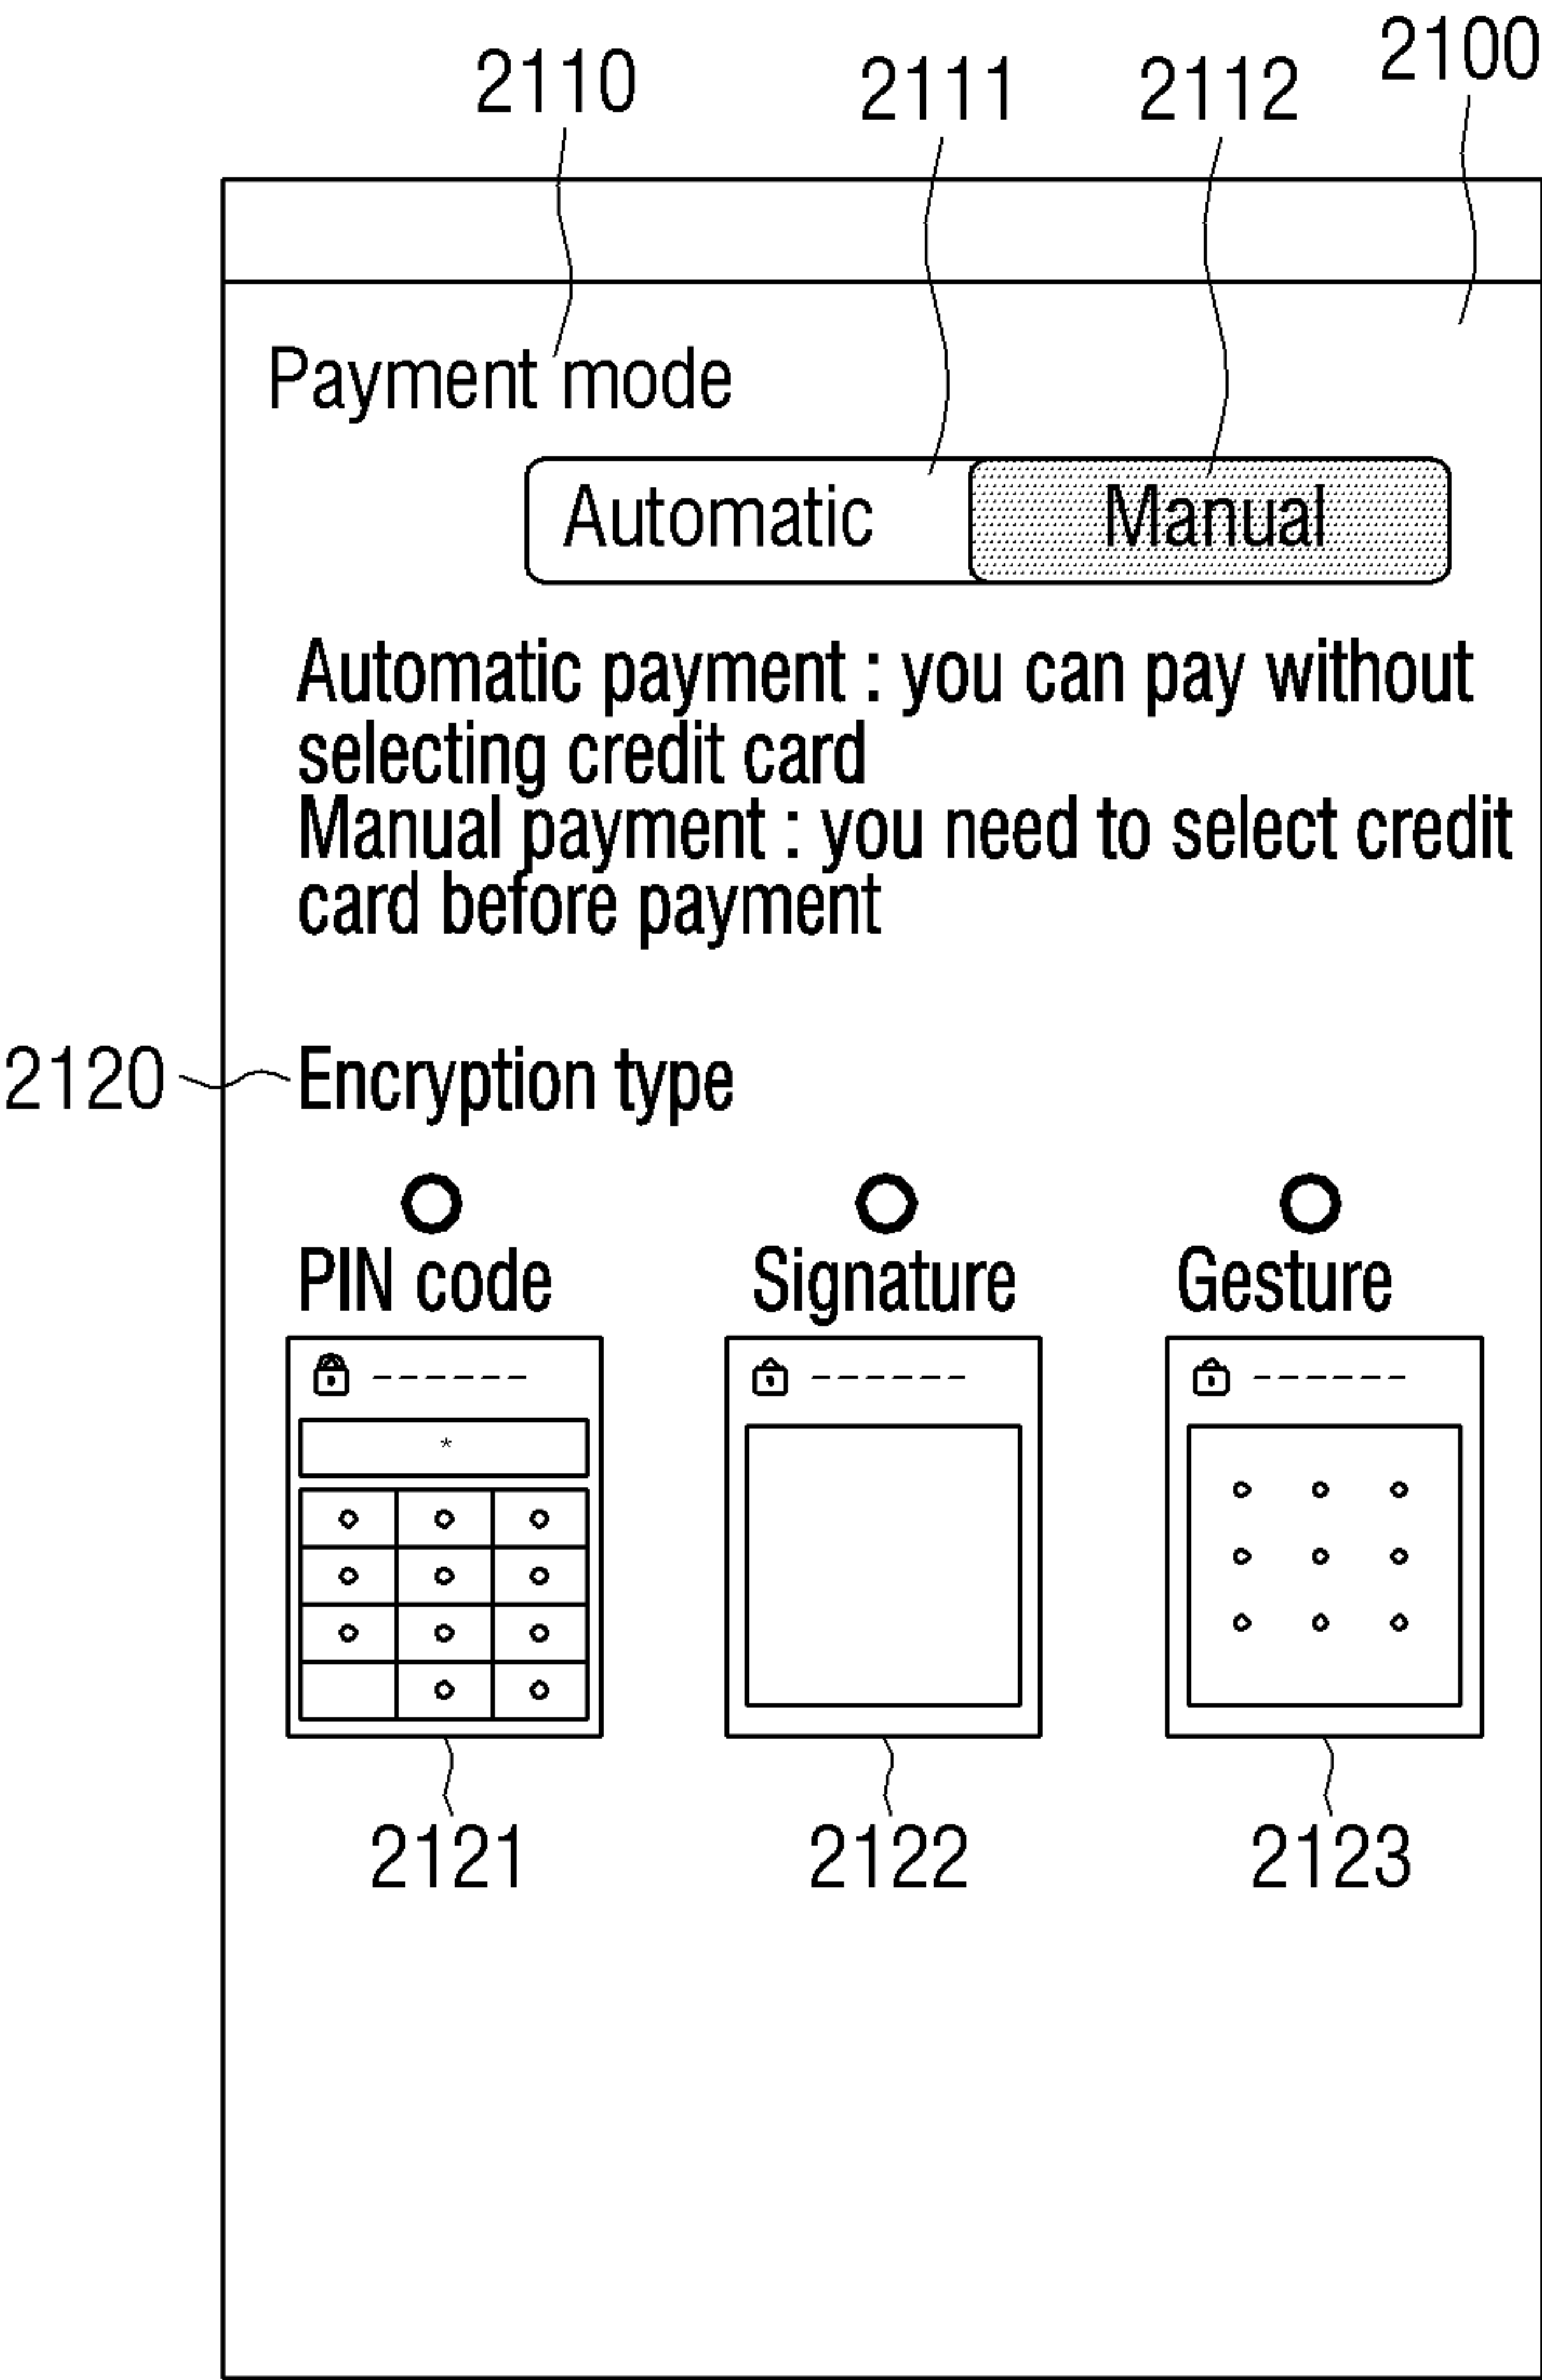 2110 2111 2112 2100
Payment mode
Automatic Manual
Automatic payment : you can pay without
selecting credit card
Manual payment : you need to select credit
card before payment
2120 Encryption type
PIN code Signature Gesture
*
2121 2122 2123